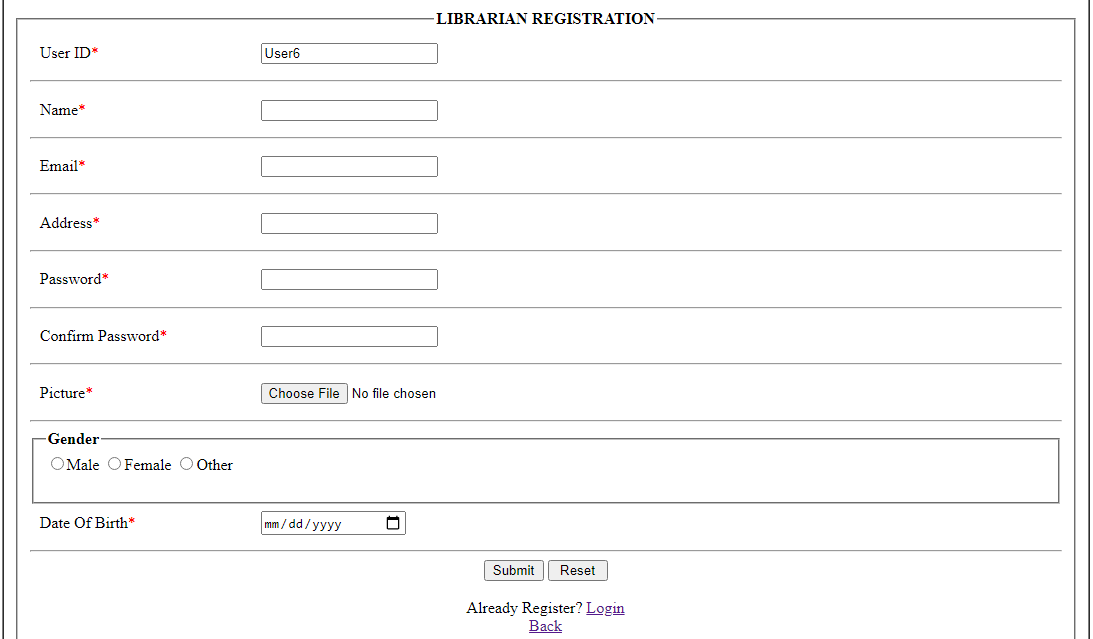 LIBRARIAN REGISTRATION
User ID* User6
Name*
Email*
Address*
Password*
Confirm Password*
Picture* Choose File No file chosen
Gender
Male Female Other
Date Of Birth* mm/dd/yyyy
Submit Reset
Already Register? Login
Back